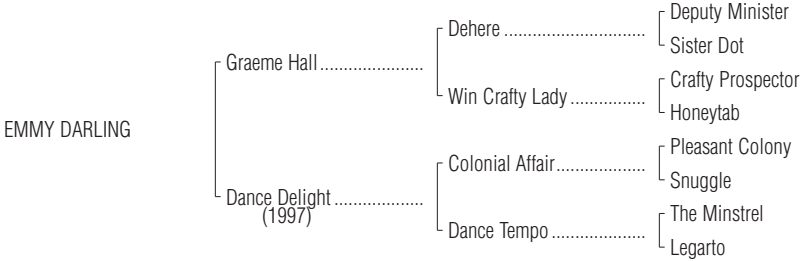 Deputy Minister
Dehere ..............................
Sister Dot
Graeme Hall......................
Crafty Prospector
Win Crafty Lady................
Honeytab
EMMY DARLING
Pleasant Colony
Colonial Affair...................
Snuggle
Dance Delight ...................
(1997)
The Minstrel
Dance Tempo ....................
Legarto